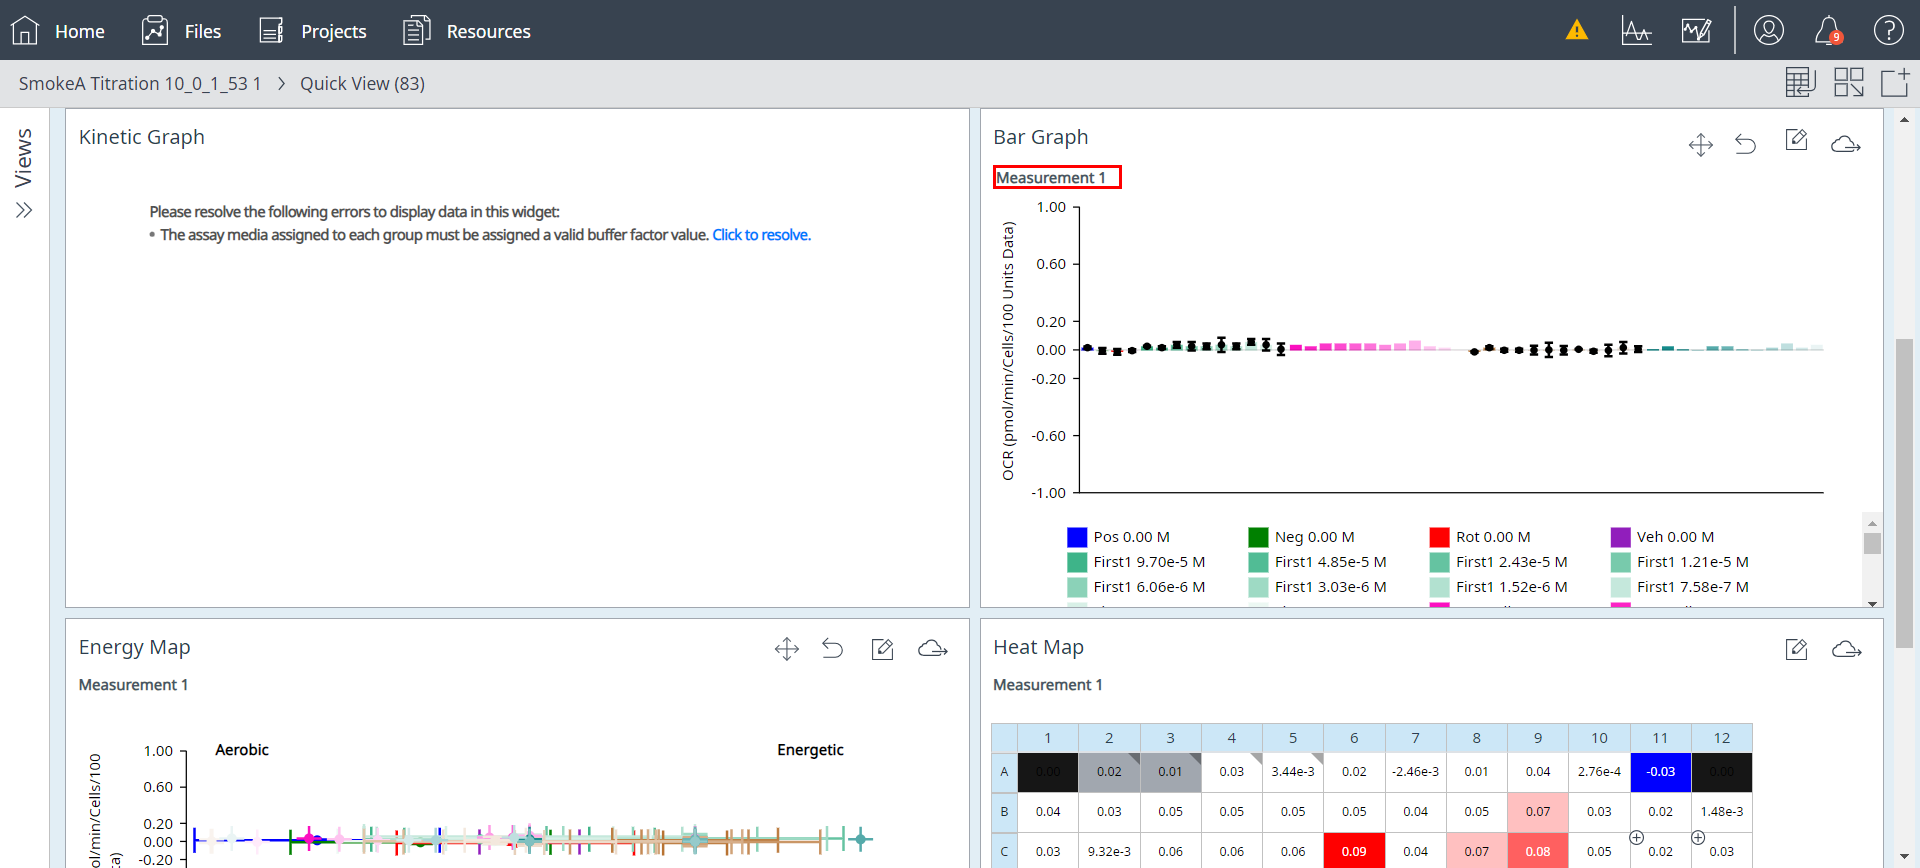 Home Files Projects Resources 9
SmokeA Titration 10_0_1_53 1 Quick View (83)
Views
Kinetic Graph
Please resolve the following errors to display data in this widget:
• The assay media assigned to each group must be assigned a valid buffer factor value. Click to resolve.
Bar Graph
Measurement 1
OCR (pmol/min/Cells/100 Units Data)
1.00
0.60
0.20
0.00
-0.20
-0.60
-1.00
Pos 0.00 M Neg 0.00 M Rot 0.00 M Veh 0.00 M
First1 9.70e-5 M First1 4.85e-5 M First1 2.43e-5 M First1 1.21e-5 M
First1 6.06e-6 M First1 3.03e-6 M First1 1.52e-6 M First1 7.58e-7 M
Energy Map
Measurement 1
ol/min/Cells/100
ta)
Aerobic Energetic
1.00
0.60
0.20
0.00
-0.20
Heat Map
Measurement 1
1 2 3 4 5 6 7 8 9 10 11 12
A 0.00 0.02 0.01 0.03 3.44e-3 0.02 -2.46e-3 0.01 0.04 2.76e-4 -0.03 0.00
B 0.04 0.03 0.05 0.05 0.05 0.05 0.04 0.05 0.07 0.03 0.02 1.48e-3
C 0.03 9.32e-3 0.06 0.06 0.06 0.09 0.04 0.07 0.08 0.05 0.02 0.03